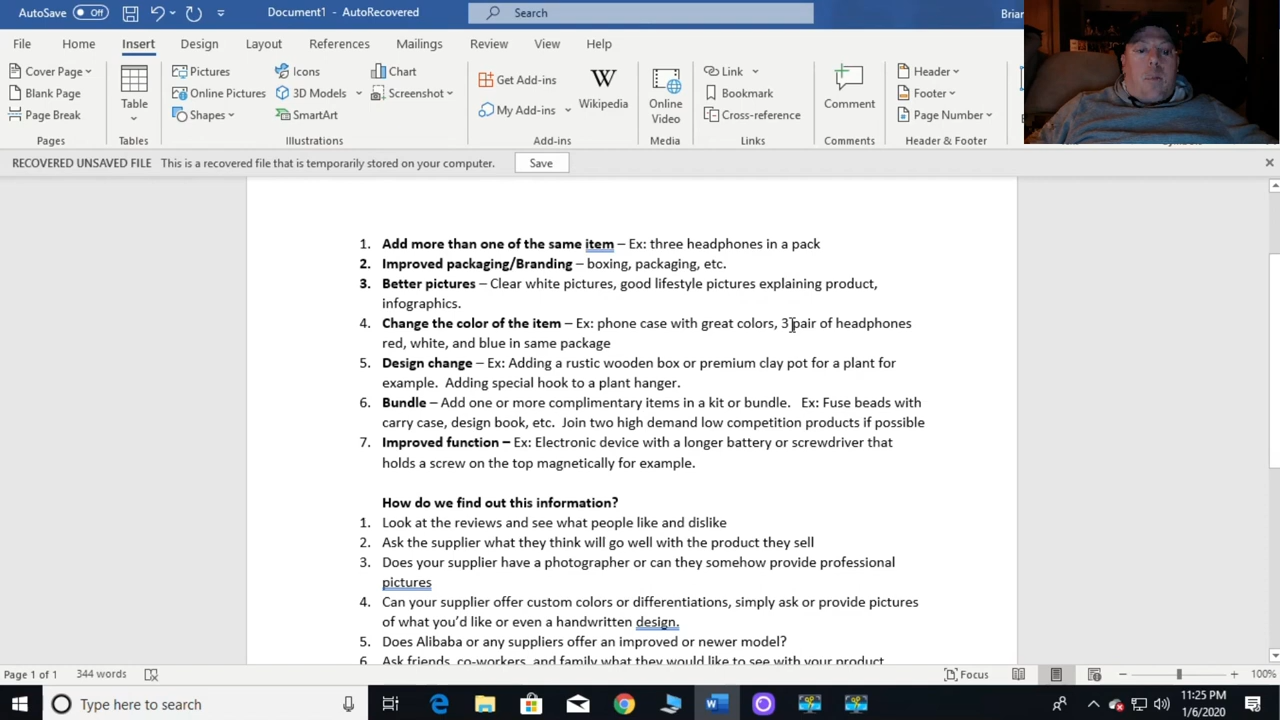 AutoSave Off Document1 - AutoRecovered Search Brian
File Home Insert Design Layout References Mailings Review View Help
Cover Page
Blank Page
Page Break
Pages
Table
Tables
Pictures
Online Pictures
Shapes
Icons
3D Models
SmartArt
Chart
Screenshot
Illustrations
Get Add-ins
My Add-ins
Wikipedia
Add-ins
Online
Video
Media
Link
Bookmark
Cross-reference
Links
Comment
Comments
Header
Footer
Page Number
Header & Footer
RECOVERED UNSAVED FILE This is a recovered file that is temporarily stored on your computer. Save
1. Add more than one of the same item – Ex: three headphones in a pack
2. Improved packaging/Branding – boxing, packaging, etc.
3. Better pictures – Clear white pictures, good lifestyle pictures explaining product,
infographics.
4. Change the color of the item – Ex: phone case with great colors, 3 pair of headphones
red, white, and blue in same package
5. Design change – Ex: Adding a rustic wooden box or premium clay pot for a plant for
example. Adding special hook to a plant hanger.
6. Bundle – Add one or more complimentary items in a kit or bundle. Ex: Fuse beads with
carry case, design book, etc. Join two high demand low competition products if possible
7. Improved function – Ex: Electronic device with a longer battery or screwdriver that
holds a screw on the top magnetically for example.
How do we find out this information?
1. Look at the reviews and see what people like and dislike
2. Ask the supplier what they think will go well with the product they sell
3. Does your supplier have a photographer or can they somehow provide professional
pictures
4. Can your supplier offer custom colors or differentiations, simply ask or provide pictures
of what you’d like or even a handwritten design.
5. Does Alibaba or any suppliers offer an improved or newer model?
6. Ask friends, co-workers, and family what they would like to see with your product
Page 1 of 1 344 words Focus 100%
Type here to search
11:25 PM
1/6/2020